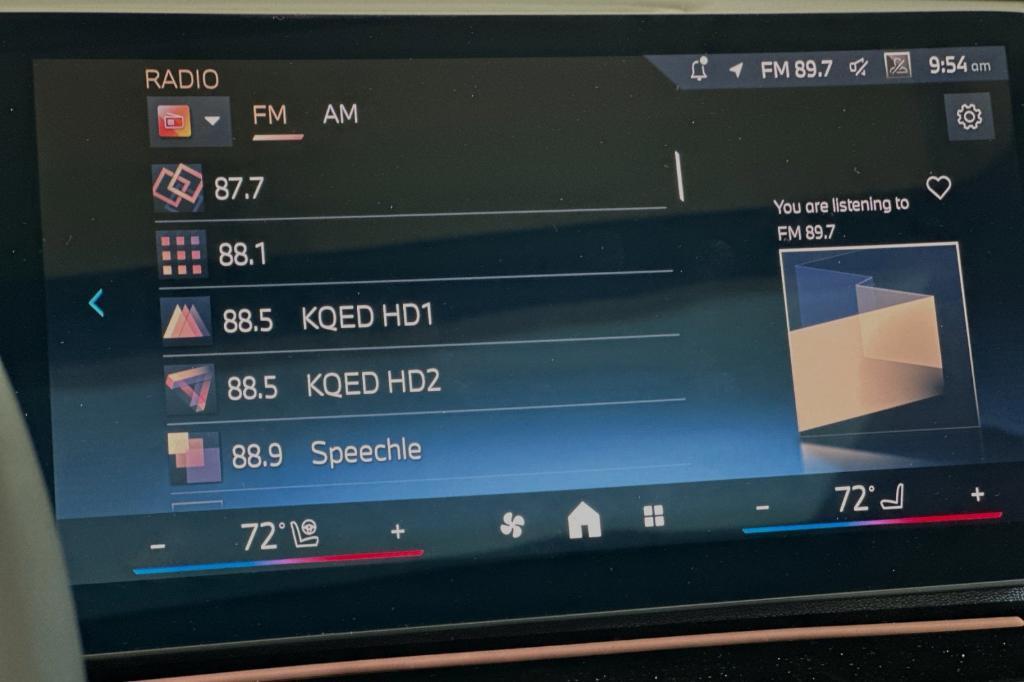 RADIO
FM 89.7 9:54 am
FM AM
87.7
88.1
88.5 KQED HD1
88.5 KQED HD2
88.9 Speechle
You are listening to
FM 89.7
− 72° +
− 72° +